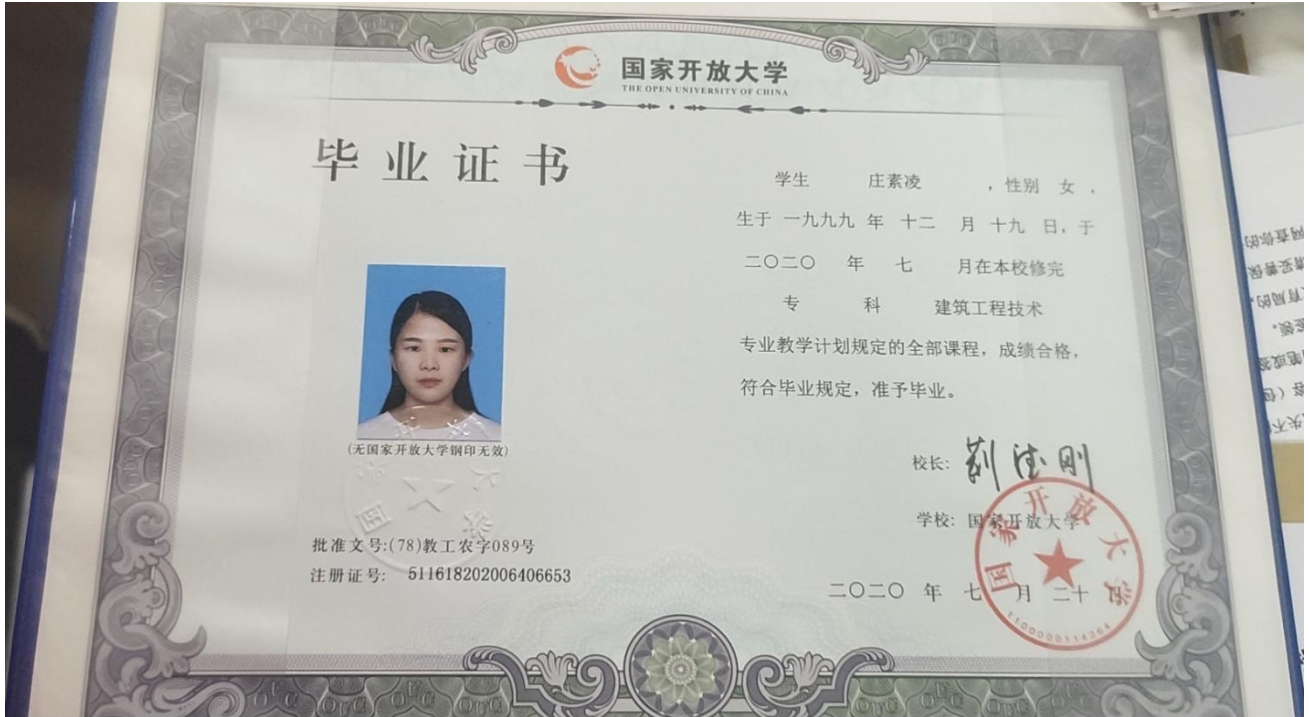 国家开放大学
THE OPEN UNIVERSITY OF CHINA
毕业证书
学生 庄素凌 ，性别 女，
生于 一九九九 年 十二 月 十九 日，于
二〇二〇 年 七 月在本校修完
专 科 建筑工程技术
专业教学计划规定的全部课程，成绩合格，
符合毕业规定，准予毕业。
(无国家开放大学钢印无效)
校长：
学校：国家开放大学
批准文号:(78)教工农字089号
注册证号: 511618202006406653
二〇二〇 年 七 月 二十 日
国家开放大学
1100000114264